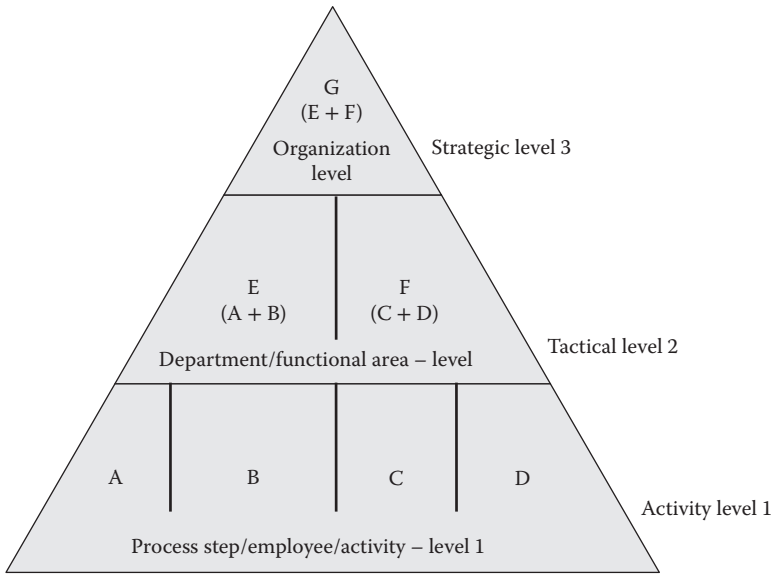 G
(E + F)
Organization
level
Strategic level 3
E
(A + B)
F
(C + D)
Department/functional area – level
Tactical level 2
A
B
C
D
Activity level 1
Process step/employee/activity – level 1